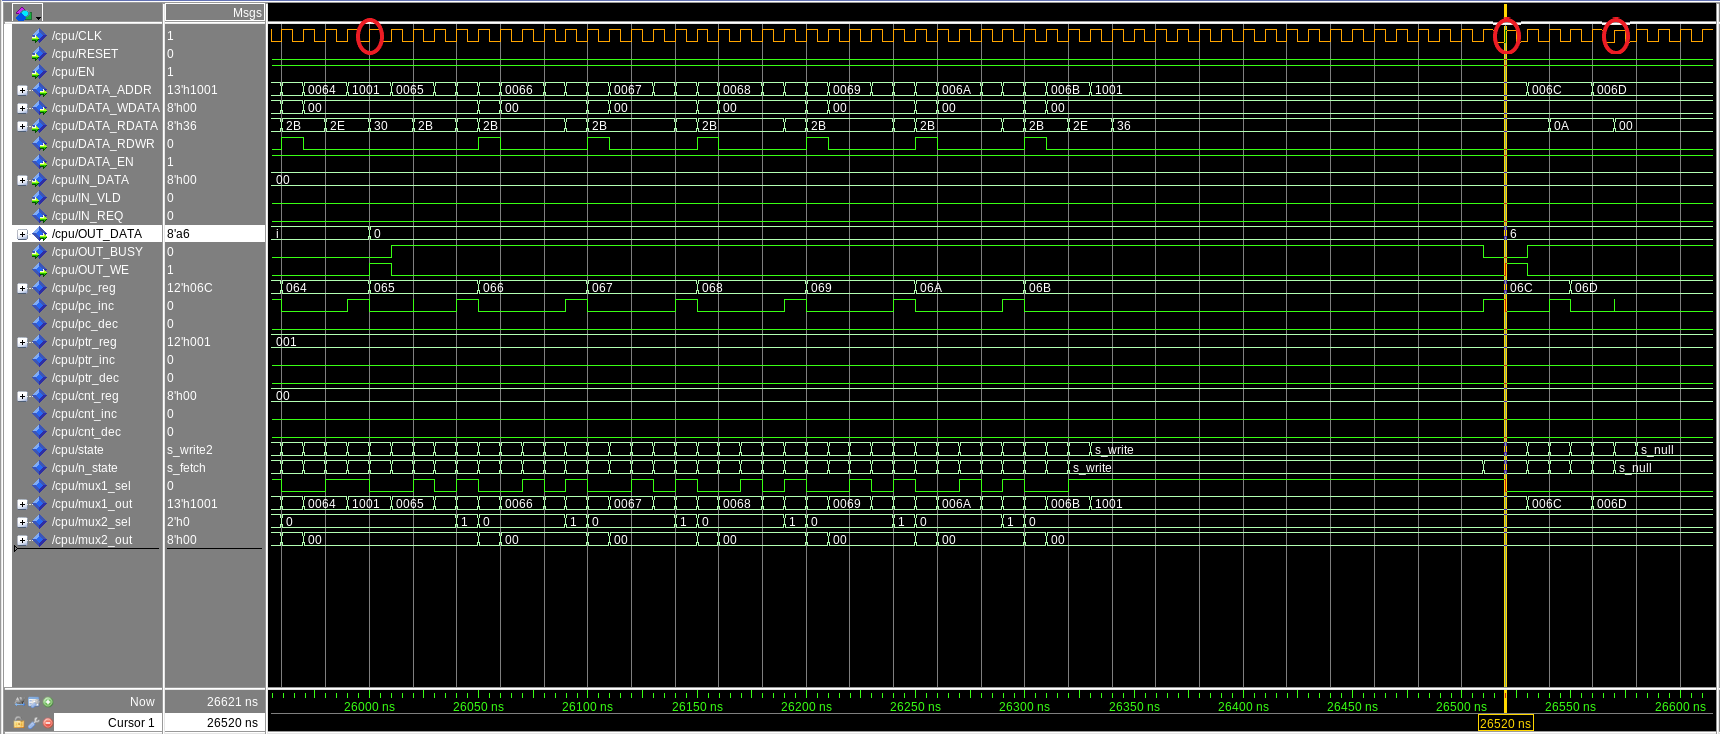 Msgs
/cpu/CLK 1
/cpu/RESET 0
/cpu/EN 1
/cpu/DATA_ADDR 13'h1001 0064 1001 0065 0066 0067 0068 0069 006A 006B 1001 006C 006D
/cpu/DATA_WDATA 8'h00 00 00 00 00 00 00 00
/cpu/DATA_RDATA 8'h36 2B 2E 30 2B 2B 2B 2B 2B 2B 2B 2E 36 0A 00
/cpu/DATA_RDWR 0
/cpu/DATA_EN 1
/cpu/IN_DATA 8'h00 00
/cpu/IN_VLD 0
/cpu/IN_REQ 0
/cpu/OUT_DATA 8'a6 i 0 6
/cpu/OUT_BUSY 0
/cpu/OUT_WE 1
/cpu/pc_reg 12'h06C 064 065 066 067 068 069 06A 06B 06C 06D
/cpu/pc_inc 0
/cpu/pc_dec 0
/cpu/ptr_reg 12'h001 001
/cpu/ptr_inc 0
/cpu/ptr_dec 0
/cpu/cnt_reg 8'h00 00
/cpu/cnt_inc 0
/cpu/cnt_dec 0
/cpu/state s_write2 s_write s_null
/cpu/n_state s_fetch s_write s_null
/cpu/mux1_sel 0
/cpu/mux1_out 13'h1001 0064 1001 0065 0066 0067 0068 0069 006A 006B 1001 006C 006D
/cpu/mux2_sel 2'h0 0 1 0 1 0 1 0 1 0 1 0 1 0
/cpu/mux2_out 8'h00 00 00 00 00 00 00 00
Now 26621 ns 26000 ns 26050 ns 26100 ns 26150 ns 26200 ns 26250 ns 26300 ns 26350 ns 26400 ns 26450 ns 26500 ns 26550 ns 26600 ns
Cursor 1 26520 ns 26520 ns